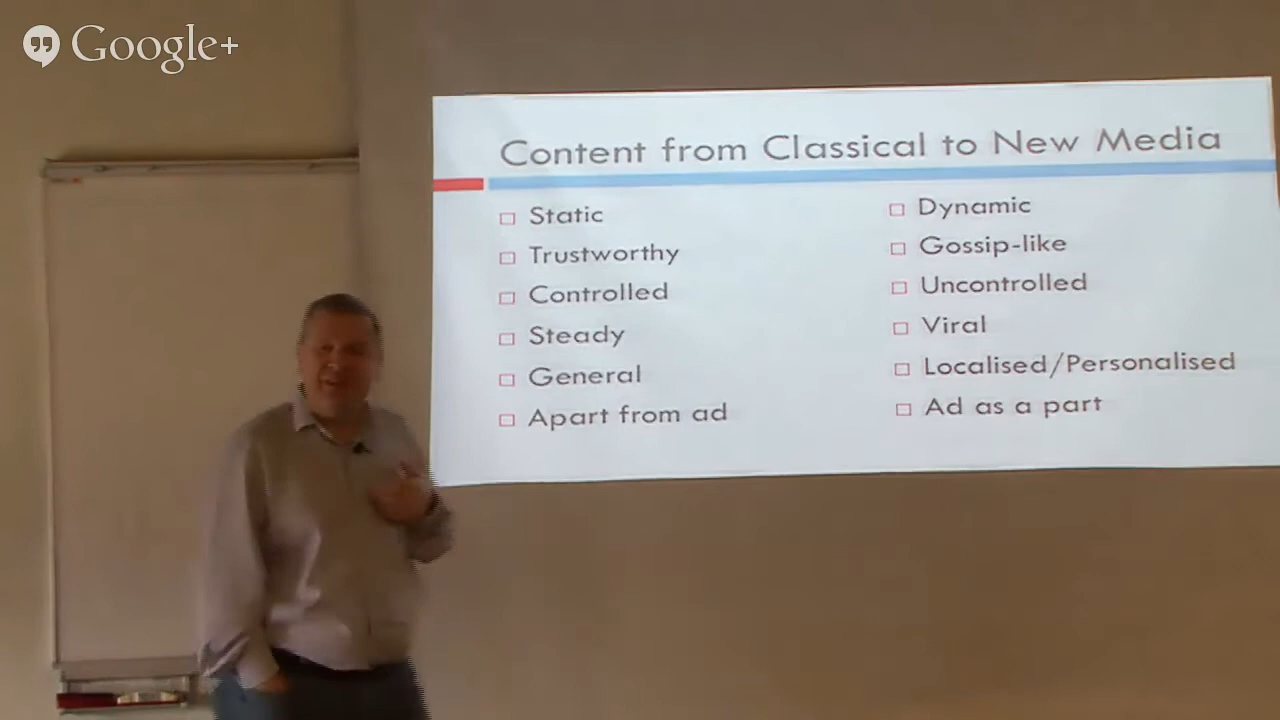 Google+
Content from Classical to New Media
Static
Trustworthy
Controlled
Steady
General
Apart from ad
Dynamic
Gossip-like
Uncontrolled
Viral
Localised/Personalised
Ad as a part